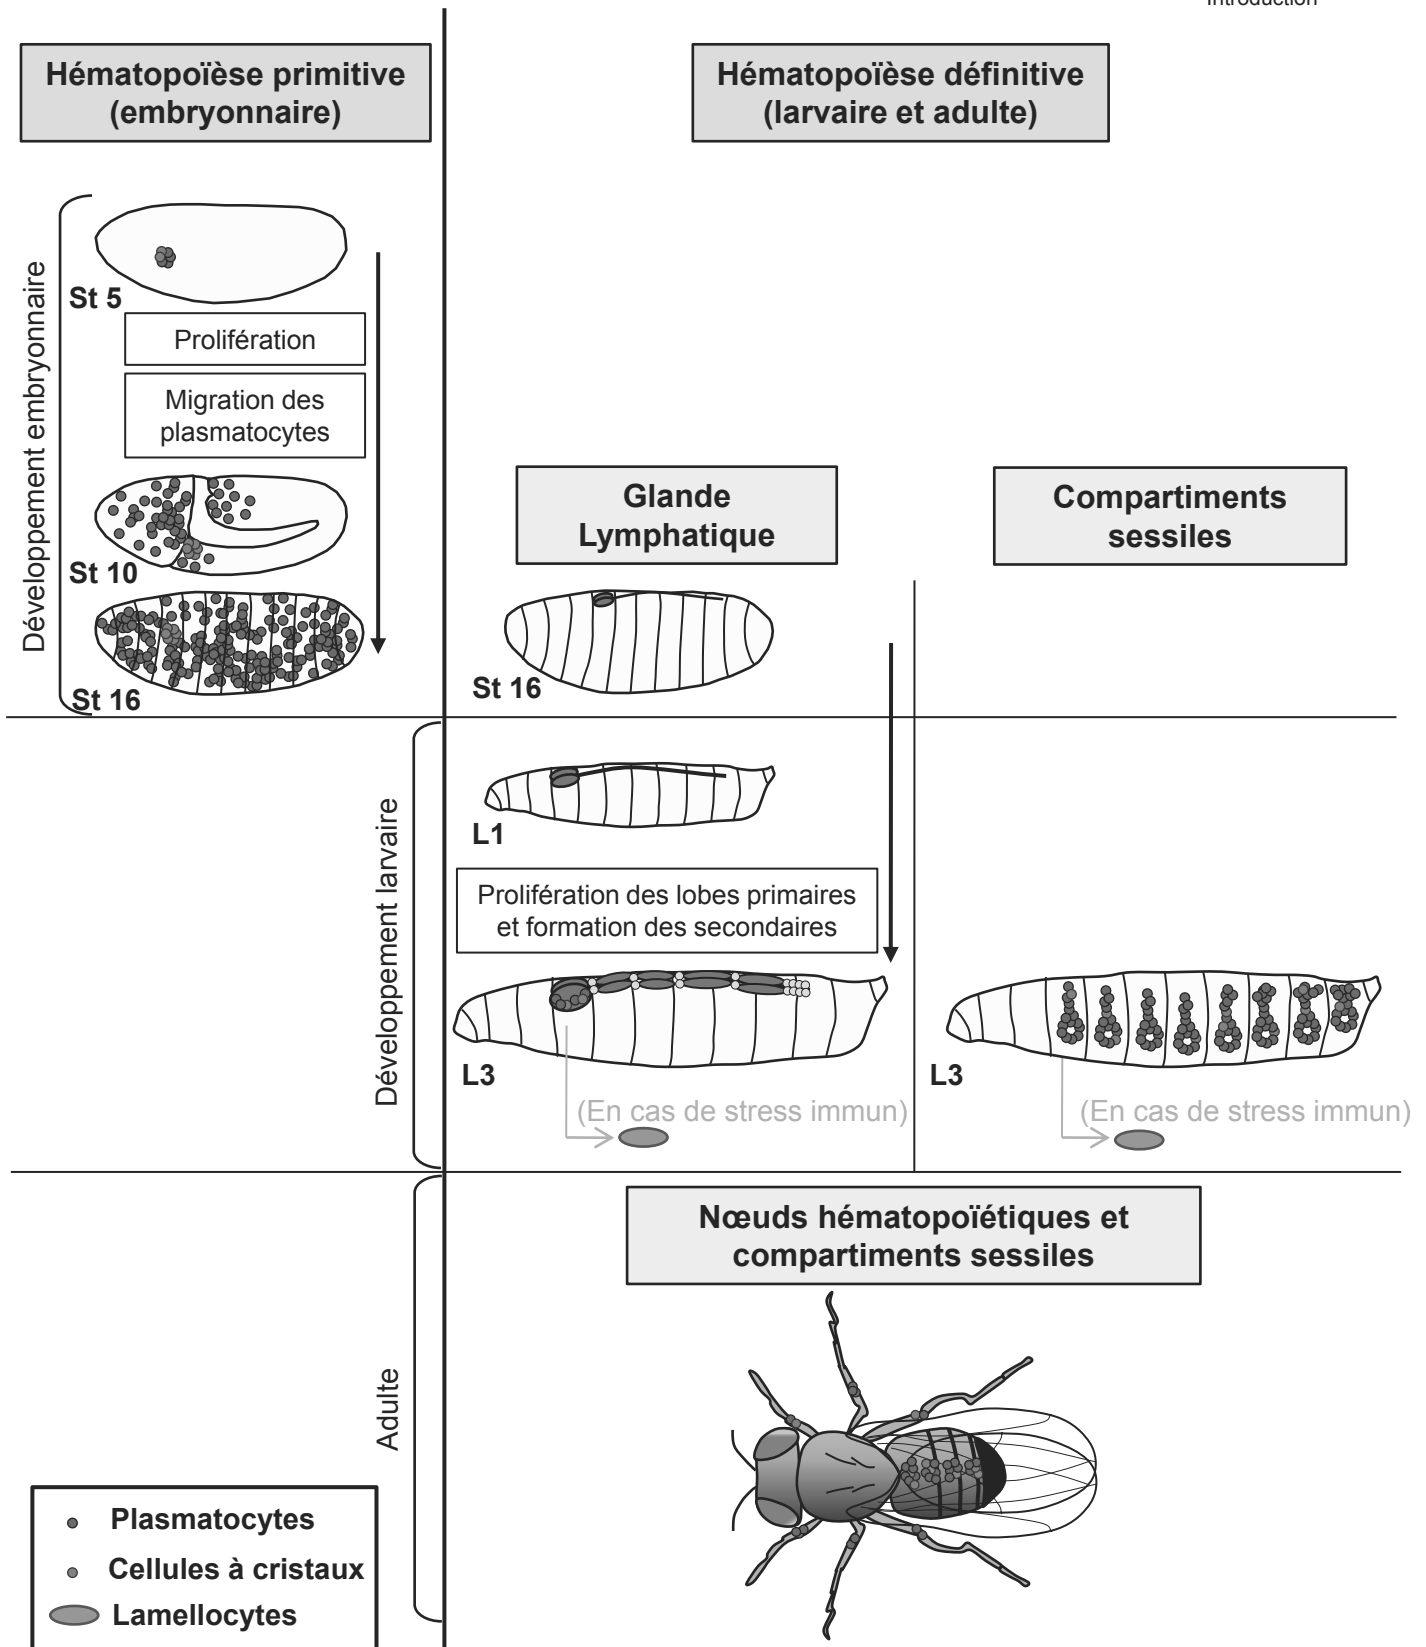 Introduction
Hématopoïèse primitive
(embryonnaire)
Hématopoïèse définitive
(larvaire et adulte)
Développement embryonnaire
St 5
Prolifération
Migration des
plasmatocytes
St 10
St 16
Glande
Lymphatique
St 16
Compartiments
sessiles
Développement larvaire
L1
Prolifération des lobes primaires
et formation des secondaires
L3
(En cas de stress immun)
L3
(En cas de stress immun)
Adulte
Nœuds hématopoïétiques et
compartiments sessiles
Plasmatocytes
Cellules à cristaux
Lamellocytes